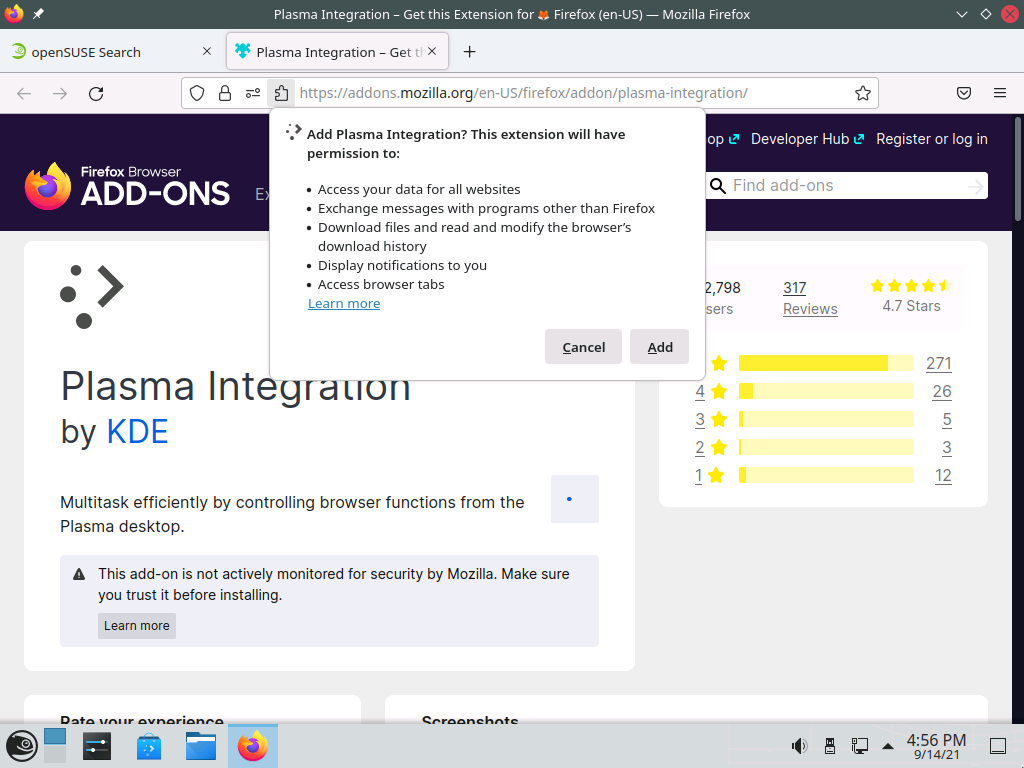 Plasma Integration – Get this Extension for 🦊 Firefox (en-US) — Mozilla Firefox
openSUSE Search
Plasma Integration – Get
https://addons.mozilla.org/en-US/firefox/addon/plasma-integration/
Add Plasma Integration? This extension will have
permission to:
• Access your data for all websites
• Exchange messages with programs other than Firefox
• Download files and read and modify the browser’s
download history
• Display notifications to you
• Access browser tabs
Learn more
Cancel Add
Developer Hub Register or log in
Firefox Browser
ADD-ONS
Find add-ons
2,798 317
Reviews 4.7 Stars
271
4 26
3 5
2 3
1 12
Plasma Integration
by KDE
Multitask efficiently by controlling browser functions from the
Plasma desktop.
This add-on is not actively monitored for security by Mozilla. Make sure
you trust it before installing.
Learn more
Rate your experience
Screenshots
4:56 PM
9/14/21